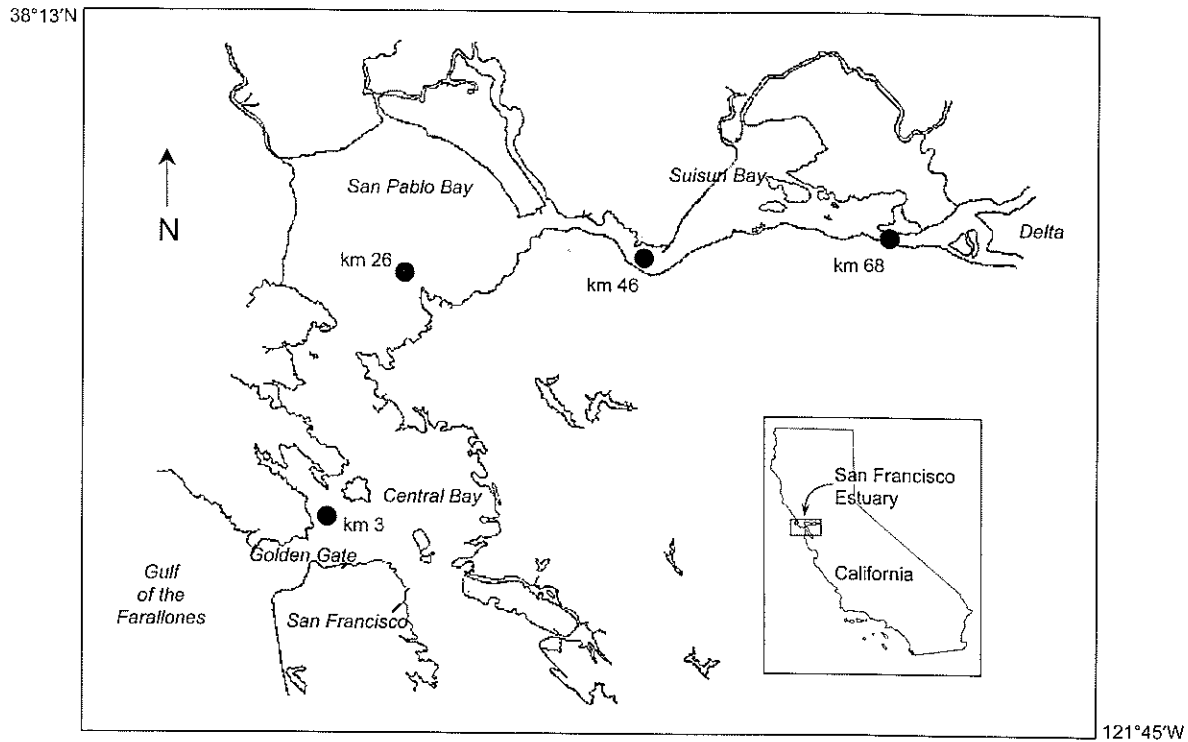 38°13′N
N
San Pablo Bay
Suisun Bay
Delta
km 26
km 46
km 68
Central Bay
km 3
Golden Gate
Gulf
of the
Farallones
San Francisco
San Francisco
Estuary
California
121°45′W